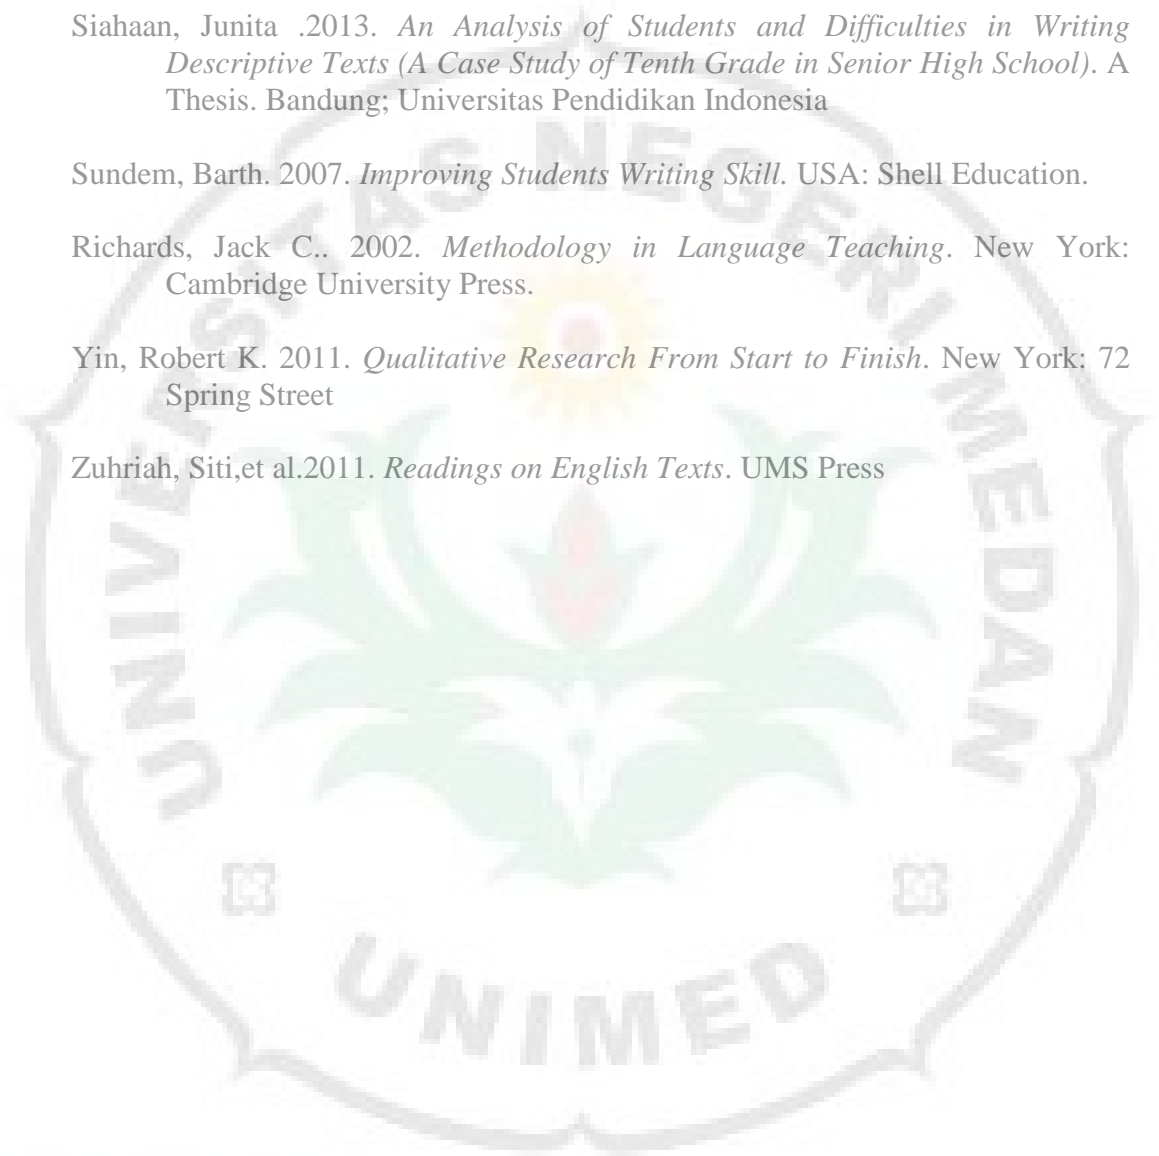 Siahaan, Junita .2013. An Analysis of Students and Difficulties in Writing
Descriptive Texts (A Case Study of Tenth Grade in Senior High School). A
Thesis. Bandung; Universitas Pendidikan Indonesia
Sundem, Barth. 2007. Improving Students Writing Skill. USA: Shell Education.
Richards, Jack C.. 2002. Methodology in Language Teaching. New York:
Cambridge University Press.
Yin, Robert K. 2011. Qualitative Research From Start to Finish. New York: 72
Spring Street
Zuhriah, Siti,et al.2011. Readings on English Texts. UMS Press
UNIVERSITAS NEGERI MEDAN
UNIMED